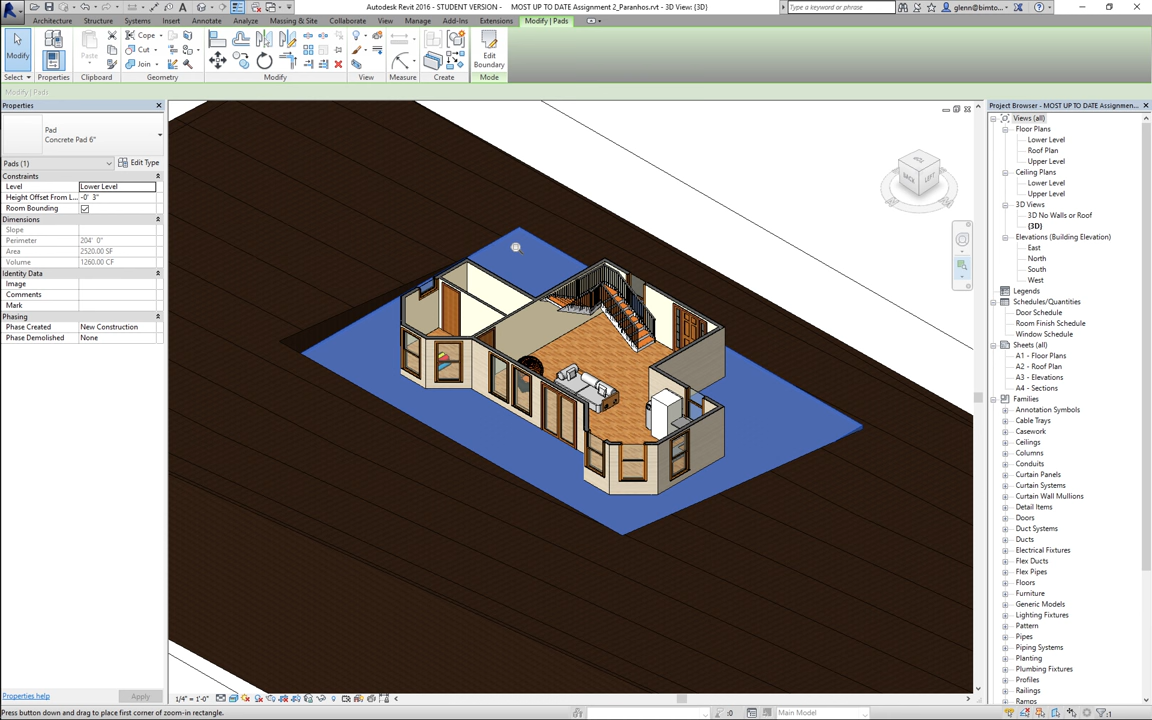 Autodesk Revit 2016 - STUDENT VERSION - MOST UP TO DATE Assignment 2_Paranhos.rvt - 3D View: {3D}
Type a keyword or phrase
glenn@bimto...
Architecture Structure Systems Insert Annotate Analyze Massing & Site Collaborate View Manage Add-Ins Extensions Modify | Pads
Modify
Paste
Cope
Cut
Join
Edit
Boundary
Select Properties Clipboard Geometry Modify View Measure Create Mode
Modify | Pads
Properties
Pad
Concrete Pad 6"
Pads (1)
Edit Type
Constraints
Level Lower Level
Height Offset From L... -0' 3"
Room Bounding
Dimensions
Slope
Perimeter 204' 0"
Area 2520.00 SF
Volume 1260.00 CF
Identity Data
Image
Comments
Mark
Phasing
Phase Created New Construction
Phase Demolished None
BACK
LEFT
Project Browser - MOST UP TO DATE Assignmen...
Views (all)
Floor Plans
Lower Level
Roof Plan
Upper Level
Ceiling Plans
Lower Level
Upper Level
3D Views
3D No Walls or Roof
{3D}
Elevations (Building Elevation)
East
North
South
West
Legends
Schedules/Quantities
Door Schedule
Room Finish Schedule
Window Schedule
Sheets (all)
A1 - Floor Plans
A2 - Roof Plan
A3 - Elevations
A4 - Sections
Families
Annotation Symbols
Cable Trays
Casework
Ceilings
Columns
Conduits
Curtain Panels
Curtain Systems
Curtain Wall Mullions
Detail Items
Doors
Duct Systems
Ducts
Electrical Fixtures
Flex Ducts
Flex Pipes
Floors
Furniture
Generic Models
Lighting Fixtures
Pattern
Pipes
Piping Systems
Planting
Plumbing Fixtures
Profiles
Railings
Ramps
Properties help
Apply
1/4" = 1'-0"
Press button down and drag to place first corner of zoom-in rectangle.
:0
Main Model
:1